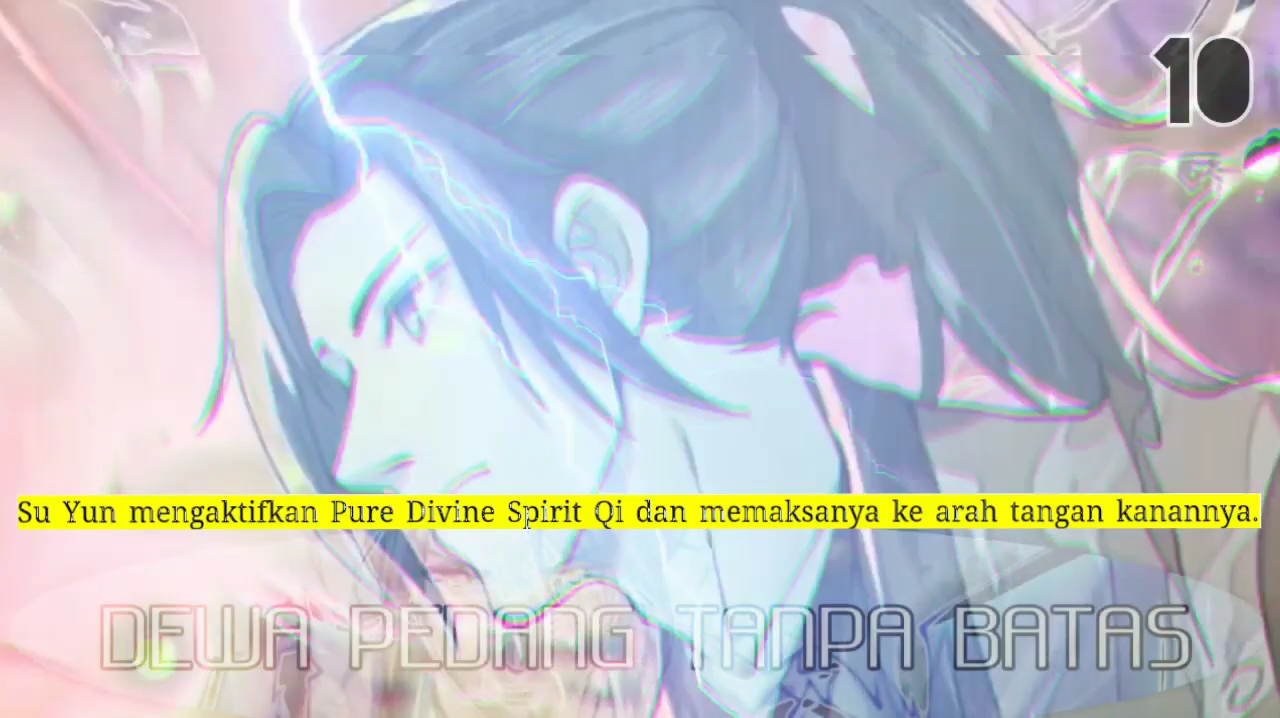 10
Su Yun mengaktifkan Pure Divine Spirit Qi dan memaksanya ke arah tangan kanannya.
DEWA PEDANG TANPA BATAS